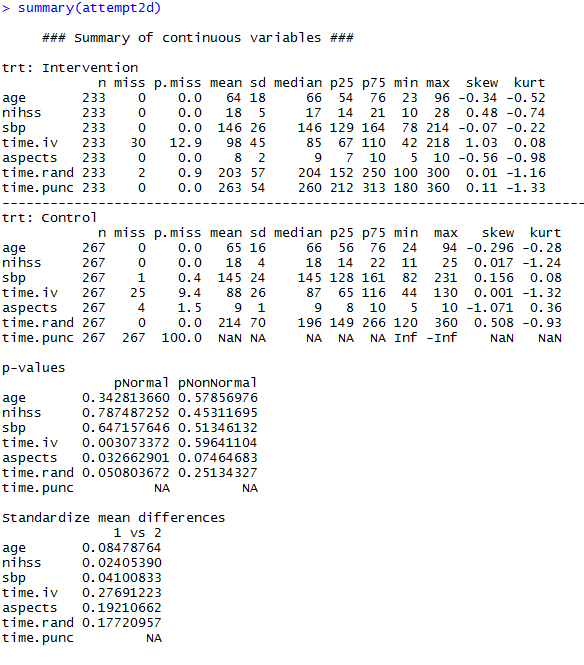 > summary(attempt2d)
### Summary of continuous variables ###
trt: Intervention
n miss p.miss mean sd median p25 p75 min max skew kurt
age 233 0 0.0 64 18 66 54 76 23 96 -0.34 -0.52
nihss 233 0 0.0 18 5 17 14 21 10 28 0.48 -0.74
sbp 233 0 0.0 146 26 146 129 164 78 214 -0.07 -0.22
time.iv 233 30 12.9 98 45 85 67 110 42 218 1.03 0.08
aspects 233 0 0.0 8 2 9 7 10 5 10 -0.56 -0.98
time.rand 233 2 0.9 203 57 204 152 250 100 300 0.01 -1.16
time.punc 233 0 0.0 263 54 260 212 313 180 360 0.11 -1.33
------------------------------------------------------------------------
trt: Control
n miss p.miss mean sd median p25 p75 min max skew kurt
age 267 0 0.0 65 16 66 56 76 24 94 -0.296 -0.28
nihss 267 0 0.0 18 4 18 14 22 11 25 0.017 -1.24
sbp 267 1 0.4 145 24 145 128 161 82 231 0.156 0.08
time.iv 267 25 9.4 88 26 87 65 116 44 130 0.001 -1.32
aspects 267 4 1.5 9 1 9 8 10 5 10 -1.071 0.36
time.rand 267 0 0.0 214 70 196 149 266 120 360 0.508 -0.93
time.punc 267 267 100.0 NaN NA NA NA NA Inf -Inf NaN NaN
p-values
pNormal pNonNormal
age 0.342813660 0.57856976
nihss 0.787487252 0.45311695
sbp 0.647157646 0.51346132
time.iv 0.003073372 0.59641104
aspects 0.032662901 0.07464683
time.rand 0.050803672 0.25134327
time.punc NA NA
Standardize mean differences
1 vs 2
age 0.08478764
nihss 0.02405390
sbp 0.04100833
time.iv 0.27691223
aspects 0.19210662
time.rand 0.17720957
time.punc NA